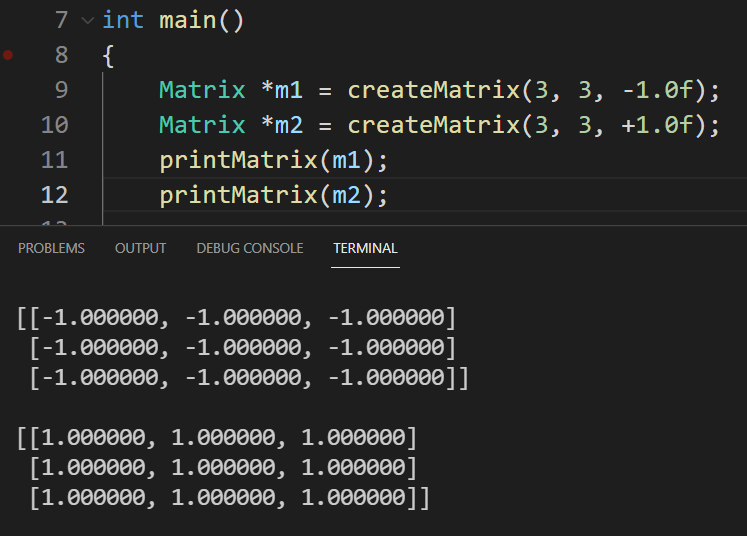 7 int main()
8 {
9 Matrix *m1 = createMatrix(3, 3, -1.0f);
10 Matrix *m2 = createMatrix(3, 3, +1.0f);
11 printMatrix(m1);
12 printMatrix(m2);
PROBLEMS OUTPUT DEBUG CONSOLE TERMINAL
[[-1.000000, -1.000000, -1.000000]
[-1.000000, -1.000000, -1.000000]
[-1.000000, -1.000000, -1.000000]]
[[1.000000, 1.000000, 1.000000]
[1.000000, 1.000000, 1.000000]
[1.000000, 1.000000, 1.000000]]